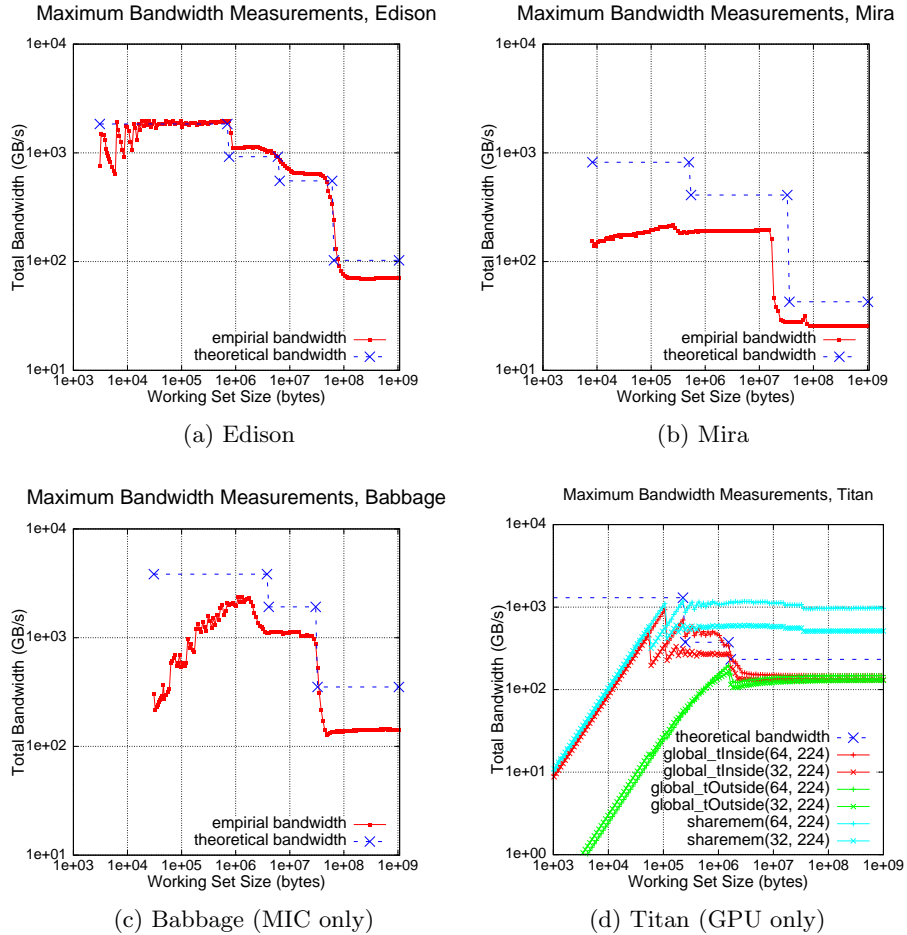 Maximum Bandwidth Measurements, Edison
1e+04
1e+03
1e+02
1e+01
Total Bandwidth (GB/s)
empirial bandwidth
theoretical bandwidth
1e+03 1e+04 1e+05 1e+06 1e+07 1e+08 1e+09
Working Set Size (bytes)
(a) Edison
Maximum Bandwidth Measurements, Mira
1e+04
1e+03
1e+02
1e+01
Total Bandwidth (GB/s)
empirial bandwidth
theoretical bandwidth
1e+03 1e+04 1e+05 1e+06 1e+07 1e+08 1e+09
Working Set Size (bytes)
(b) Mira
Maximum Bandwidth Measurements, Babbage
1e+04
1e+03
1e+02
1e+01
Total Bandwidth (GB/s)
empirial bandwidth
theoretical bandwidth
1e+03 1e+04 1e+05 1e+06 1e+07 1e+08 1e+09
Working Set Size (bytes)
(c) Babbage (MIC only)
Maximum Bandwidth Measurements, Titan
1e+04
1e+03
1e+02
1e+01
1e+00
Total Bandwidth (GB/s)
theoretical bandwidth
global_tInside(64, 224)
global_tInside(32, 224)
global_tOutside(64, 224)
global_tOutside(32, 224)
sharemem(64, 224)
sharemem(32, 224)
1e+03 1e+04 1e+05 1e+06 1e+07 1e+08 1e+09
Working Set Size (bytes)
(d) Titan (GPU only)